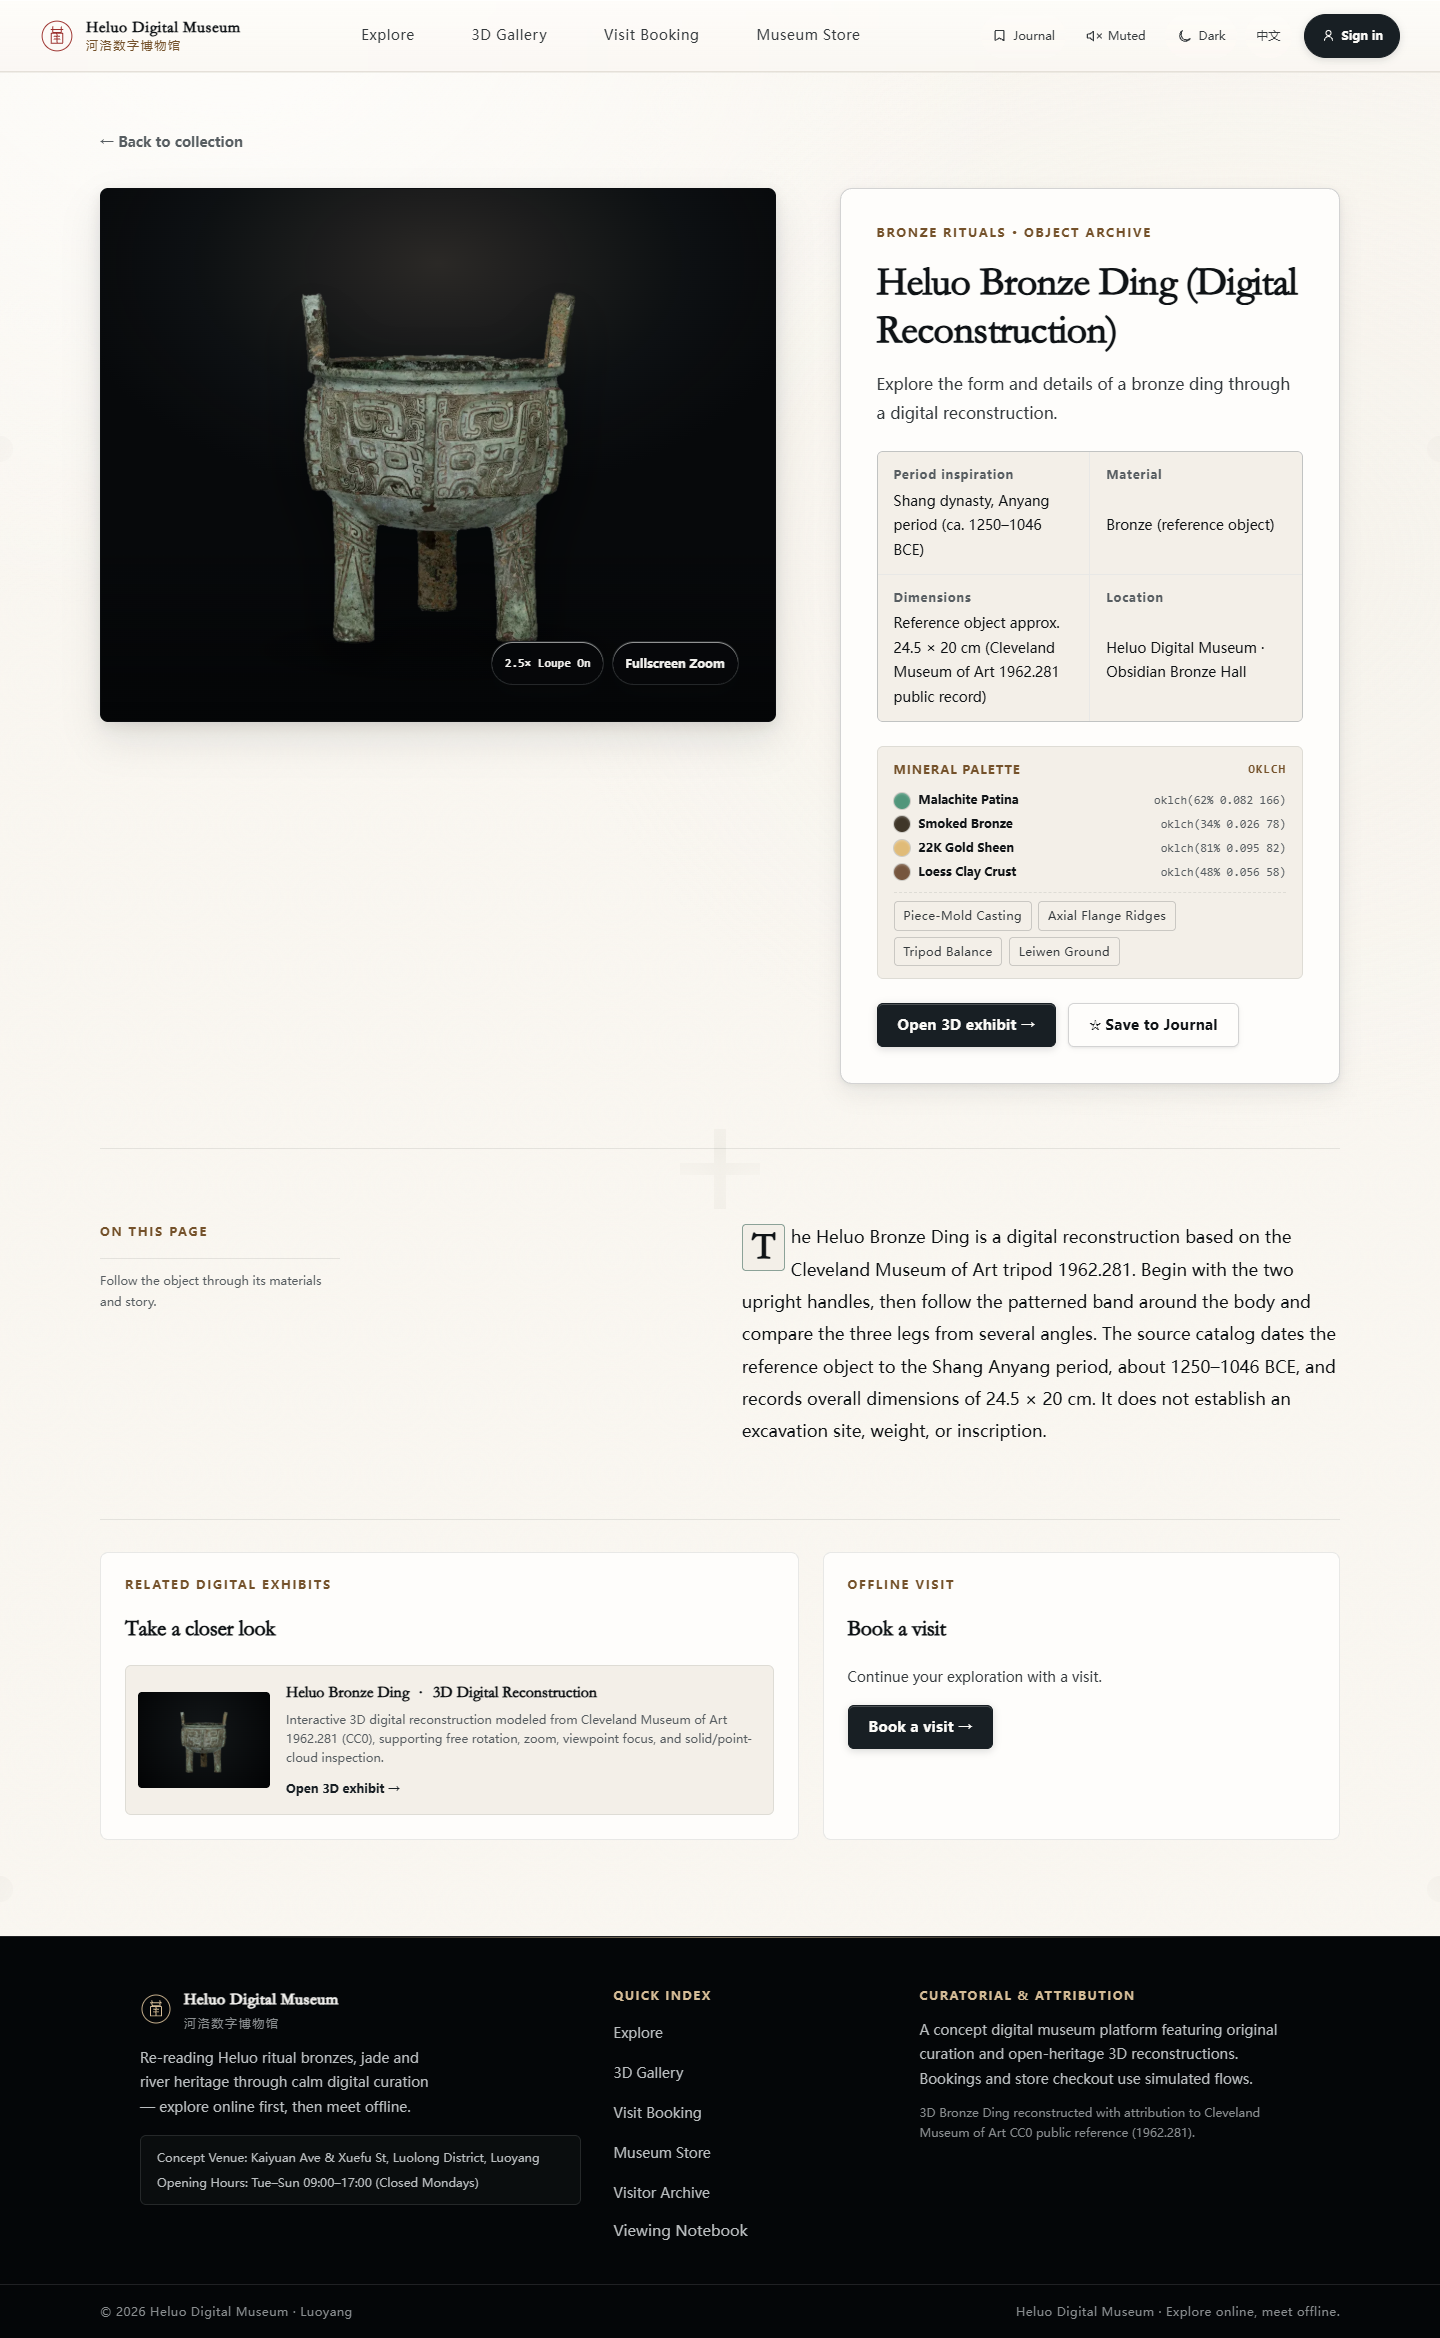 Heluo Digital Museum
河洛数字博物馆
Explore
3D Gallery
Visit Booking
Museum Store
Journal
Muted
Dark
中文
Sign in
← Back to collection
2.5× Loupe On
Fullscreen Zoom
BRONZE RITUALS • OBJECT ARCHIVE
Heluo Bronze Ding (Digital
Reconstruction)
Explore the form and details of a bronze ding through
a digital reconstruction.
Period inspiration
Shang dynasty, Anyang
period (ca. 1250–1046
BCE)
Material
Bronze (reference object)
Dimensions
Reference object approx.
24.5 × 20 cm (Cleveland
Museum of Art 1962.281
public record)
Location
Heluo Digital Museum ·
Obsidian Bronze Hall
MINERAL PALETTE
OKLCH
Malachite Patina oklch(62% 0.082 166)
Smoked Bronze oklch(34% 0.026 78)
22K Gold Sheen oklch(81% 0.095 82)
Loess Clay Crust oklch(48% 0.056 58)
Piece-Mold Casting
Axial Flange Ridges
Tripod Balance
Leiwen Ground
Open 3D exhibit →
☆ Save to Journal
ON THIS PAGE
Follow the object through its materials
and story.
The Heluo Bronze Ding is a digital reconstruction based on the
Cleveland Museum of Art tripod 1962.281. Begin with the two
upright handles, then follow the patterned band around the body and
compare the three legs from several angles. The source catalog dates the
reference object to the Shang Anyang period, about 1250–1046 BCE, and
records overall dimensions of 24.5 × 20 cm. It does not establish an
excavation site, weight, or inscription.
RELATED DIGITAL EXHIBITS
Take a closer look
Heluo Bronze Ding · 3D Digital Reconstruction
Interactive 3D digital reconstruction modeled from Cleveland Museum of Art
1962.281 (CC0), supporting free rotation, zoom, viewpoint focus, and solid/point-
cloud inspection.
Open 3D exhibit →
OFFLINE VISIT
Book a visit
Continue your exploration with a visit.
Book a visit →
Heluo Digital Museum
河洛数字博物馆
Re-reading Heluo ritual bronzes, jade and
river heritage through calm digital curation
— explore online first, then meet offline.
Concept Venue: Kaiyuan Ave & Xuefu St, Luolong District, Luoyang
Opening Hours: Tue–Sun 09:00–17:00 (Closed Mondays)
QUICK INDEX
Explore
3D Gallery
Visit Booking
Museum Store
Visitor Archive
Viewing Notebook
CURATORIAL & ATTRIBUTION
A concept digital museum platform featuring original
curation and open-heritage 3D reconstructions.
Bookings and store checkout use simulated flows.
3D Bronze Ding reconstructed with attribution to Cleveland
Museum of Art CC0 public reference (1962.281).
© 2026 Heluo Digital Museum · Luoyang
Heluo Digital Museum · Explore online, meet offline.